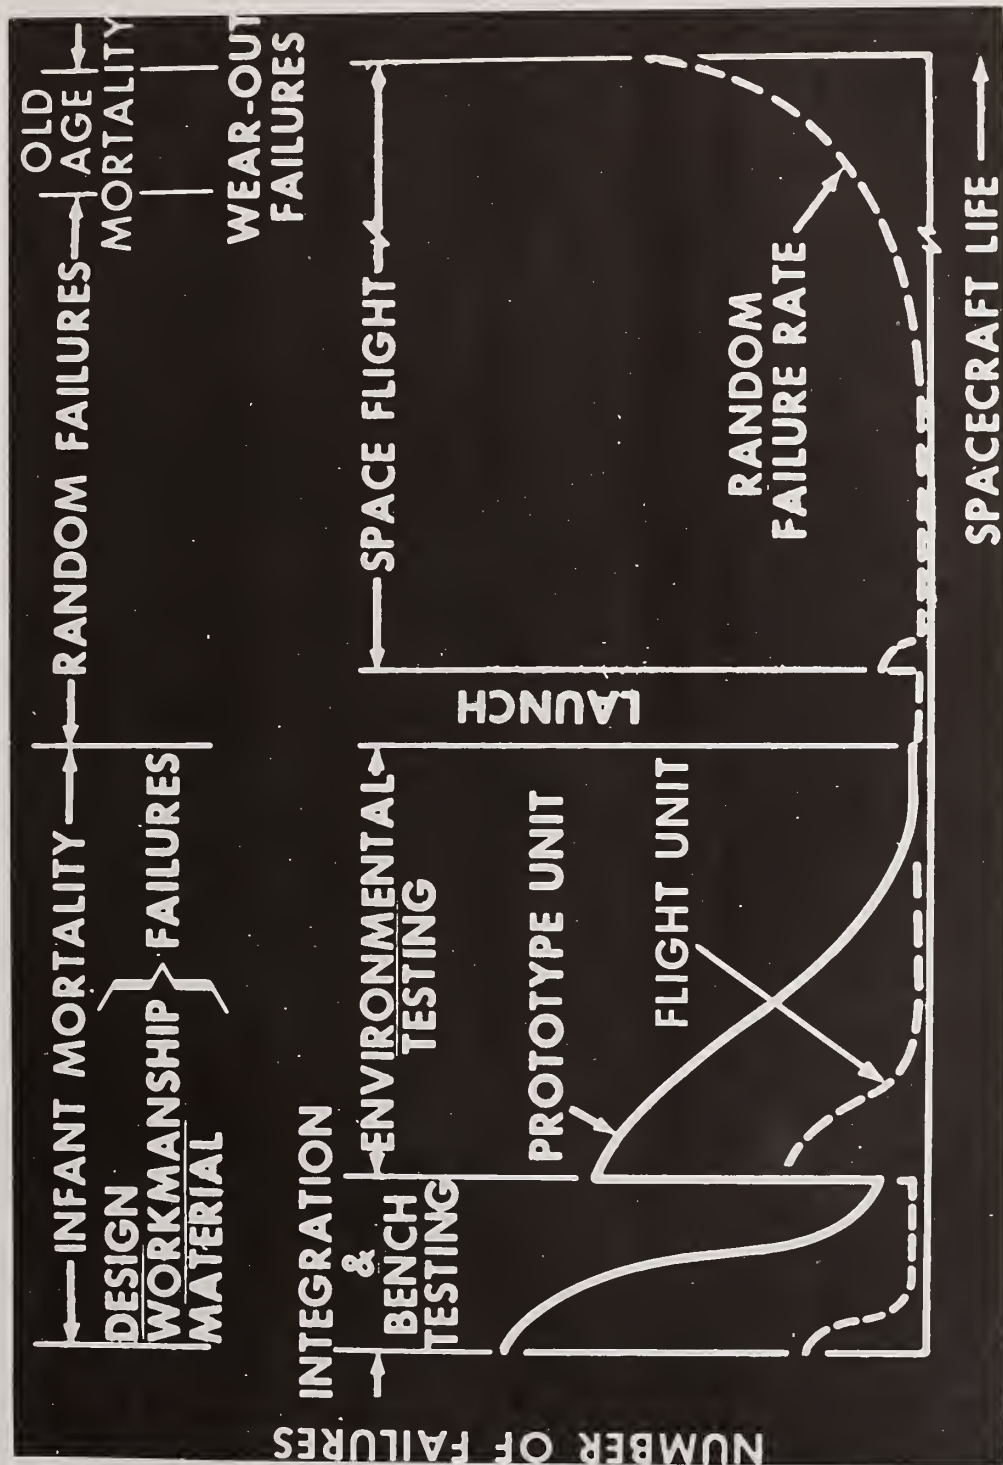 INFANT MORTALITY
RANDOM FAILURES
OLD
AGE
MORTALITY
DESIGN
WORKMANSHIP
MATERIAL
FAILURES
WEAR-OUT
FAILURES
INTEGRATION
&
BENCH
TESTING
ENVIRONMENTAL
TESTING
LAUNCH
SPACE FLIGHT
PROTOTYPE UNIT
FLIGHT UNIT
RANDOM
FAILURE RATE
NUMBER OF FAILURES
SPACECRAFT LIFE